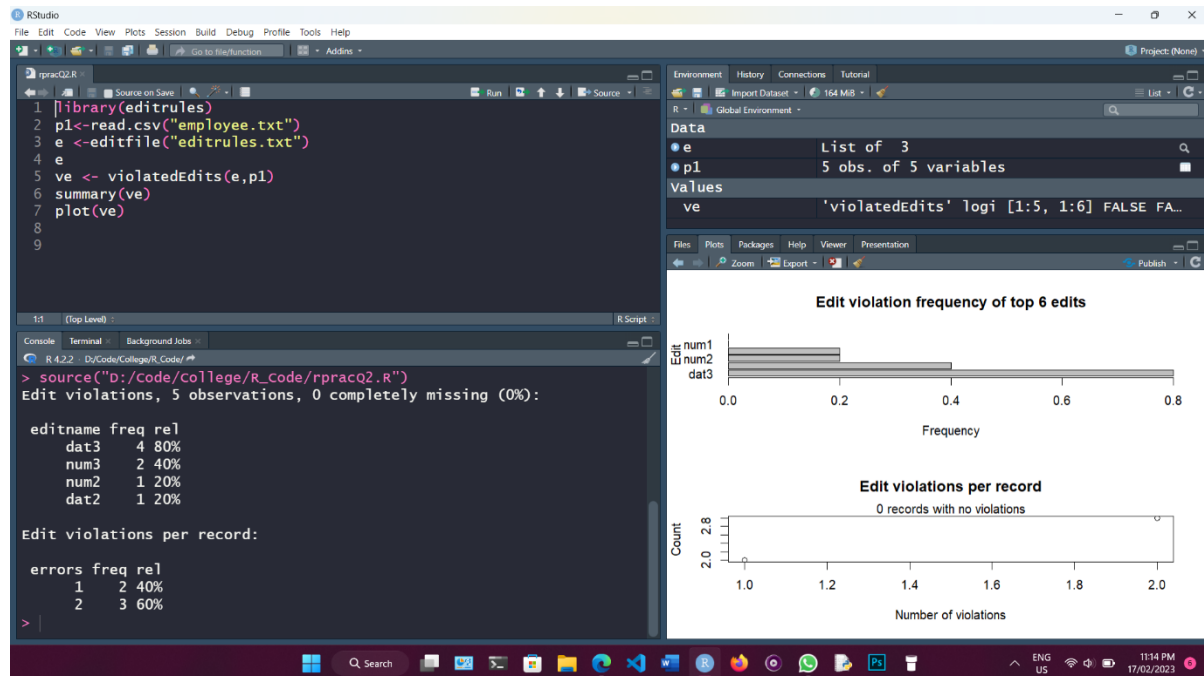 RStudio
File Edit Code View Plots Session Build Debug Profile Tools Help
Go to file/function
Addins
Project: (None)
rpracQ2.R
Source on Save
Run
Source
1 library(editrules)
2 p1<-read.csv("employee.txt")
3 e <-editfile("editrules.txt")
4 e
5 ve <- violatedEdits(e,p1)
6 summary(ve)
7 plot(ve)
8
9
1:1 (Top Level)
R Script
Console Terminal Background Jobs
R 4.2.2 · D:/Code/College/R_Code/
> source("D:/Code/College/R_Code/rpracQ2.R")
Edit violations, 5 observations, 0 completely missing (0%):
editname freq rel
dat3 4 80%
num3 2 40%
num2 1 20%
dat2 1 20%
Edit violations per record:
errors freq rel
1 2 40%
2 3 60%
>
Environment History Connections Tutorial
Import Dataset
164 MiB
List
R
Global Environment
Data
e List of 3
p1 5 obs. of 5 variables
Values
ve 'violatedEdits' logi [1:5, 1:6] FALSE FA…
Files Plots Packages Help Viewer Presentation
Zoom
Export
Publish
Edit violation frequency of top 6 edits
Edit
num1
num2
dat3
0.0 0.2 0.4 0.6 0.8
Frequency
Edit violations per record
0 records with no violations
Count
2.8
2.0
1.0 1.2 1.4 1.6 1.8 2.0
Number of violations
Search
Ps
ENG
US
11:14 PM
17/02/2023
6